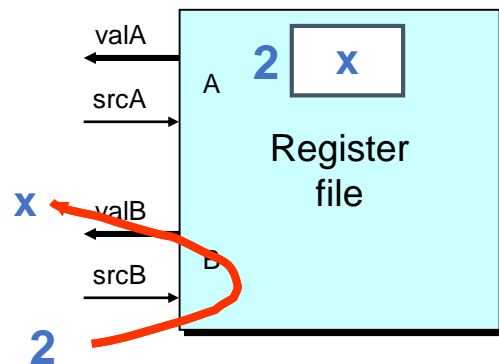 valA
2 x
A
srcA
Register
file
x
valB
B
srcB
2